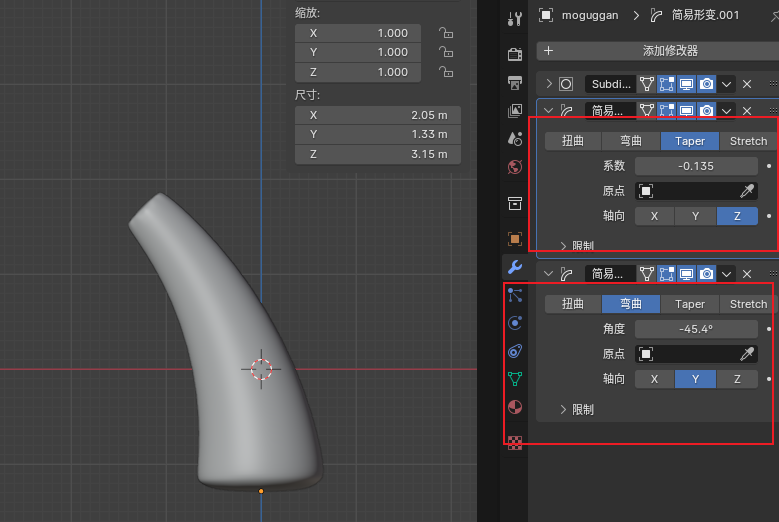 缩放:
X 1.000
Y 1.000
Z 1.000
尺寸:
X 2.05 m
Y 1.33 m
Z 3.15 m
moguggan > 简易形变.001
+ 添加修改器
Subdi...
简易...
扭曲 弯曲 Taper Stretch
系数 -0.135
原点
轴向 X Y Z
限制
简易...
扭曲 弯曲 Taper Stretch
角度 -45.4°
原点
轴向 X Y Z
限制